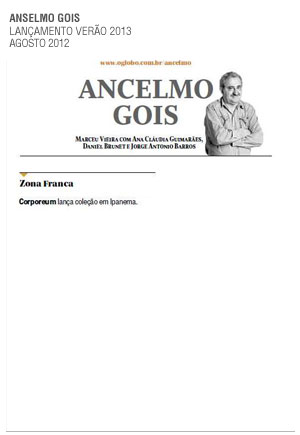 ANSELMO GOIS
LANÇAMENTO VERÃO 2013
AGOSTO 2012
www.oglobo.com.br/ancelmo
ANCELMO
GOIS
MARCEU VIEIRA COM ANA CLÁUDIA GUIMARÃES,
DANIEL BRUNET E JORGE ANTONIO BARROS
Zona Franca
Corporeum lança coleção em Ipanema.